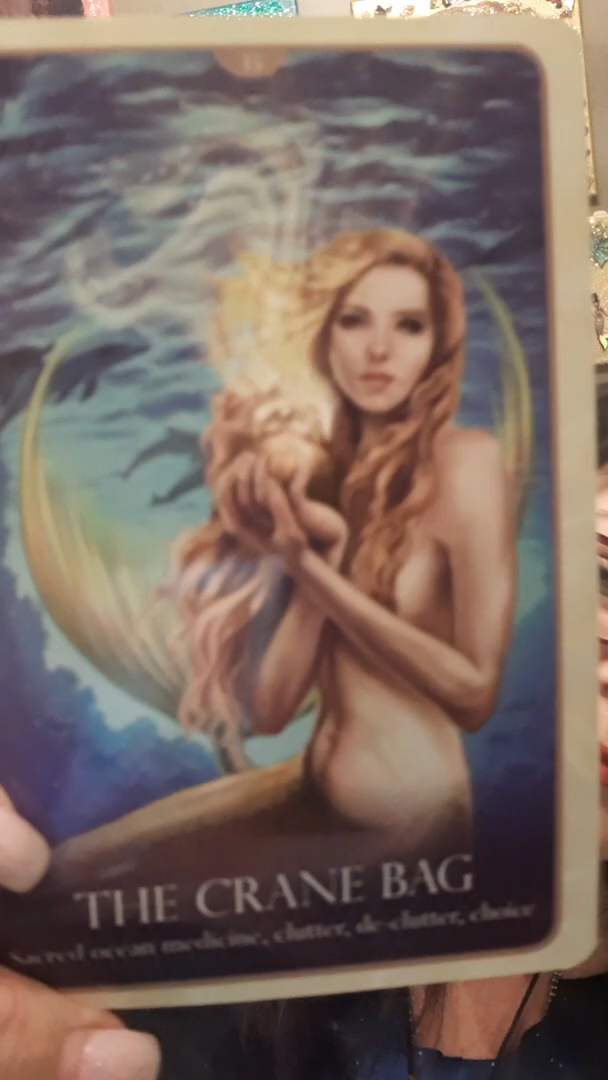 THE CRANE BAG
Sacred ocean medicine, clutter, de-clutter, choice